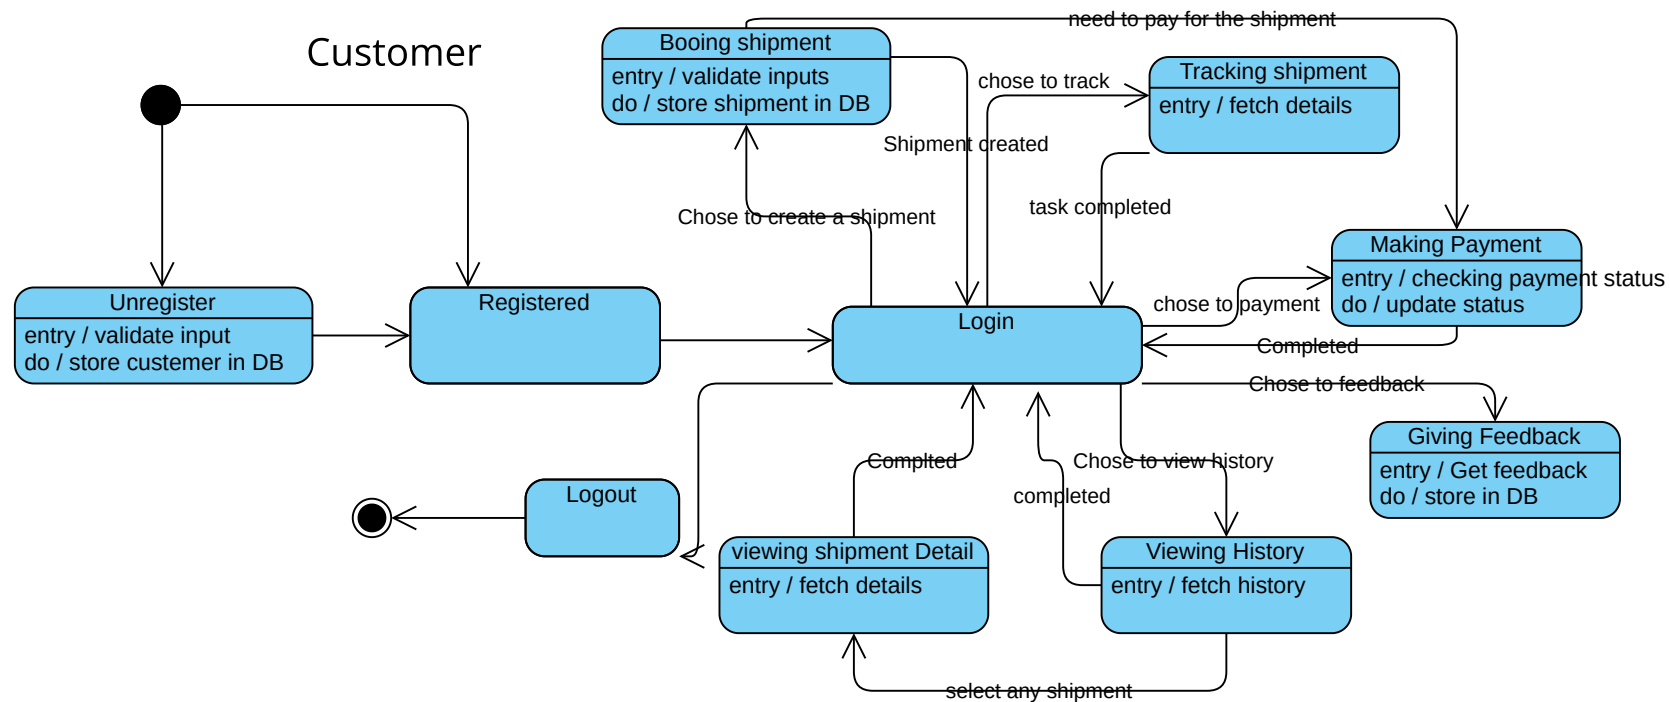 need to pay for the shipment
Customer
Booing shipment
entry / validate inputs
do / store shipment in DB
chose to track
Tracking shipment
entry / fetch details
Shipment created
task completed
Chose to create a shipment
Making Payment
entry / checking payment status
do / update status
chose to payment
Unregister
entry / validate input
do / store custemer in DB
Registered
Login
Completed
Chose to feedback
Giving Feedback
entry / Get feedback
do / store in DB
Complted
Chose to view history
completed
Logout
viewing shipment Detail
entry / fetch details
Viewing History
entry / fetch history
select any shipment